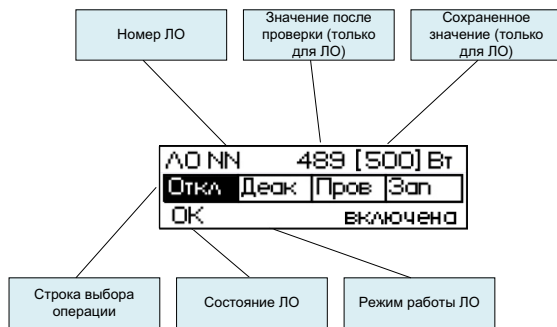 Номер ЛО
Значение после
проверки (только
для ЛО)
Сохраненное
значение (только
для ЛО)
ЛО NN 489 [500] Вт
Откл Деак Пров Зап
ОК включена
Строка выбора
операции
Состояние ЛО
Режим работы ЛО